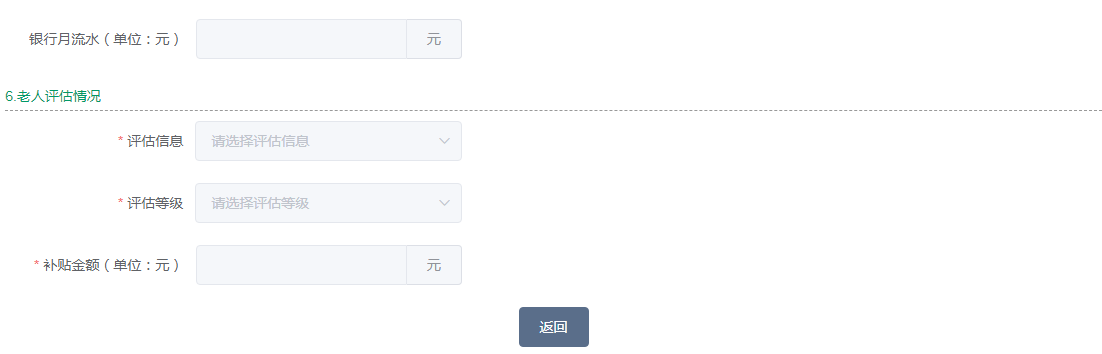 银行月流水（单位：元） 元
6.老人评估情况
* 评估信息 请选择评估信息
* 评估等级 请选择评估等级
* 补贴金额（单位：元） 元
返回